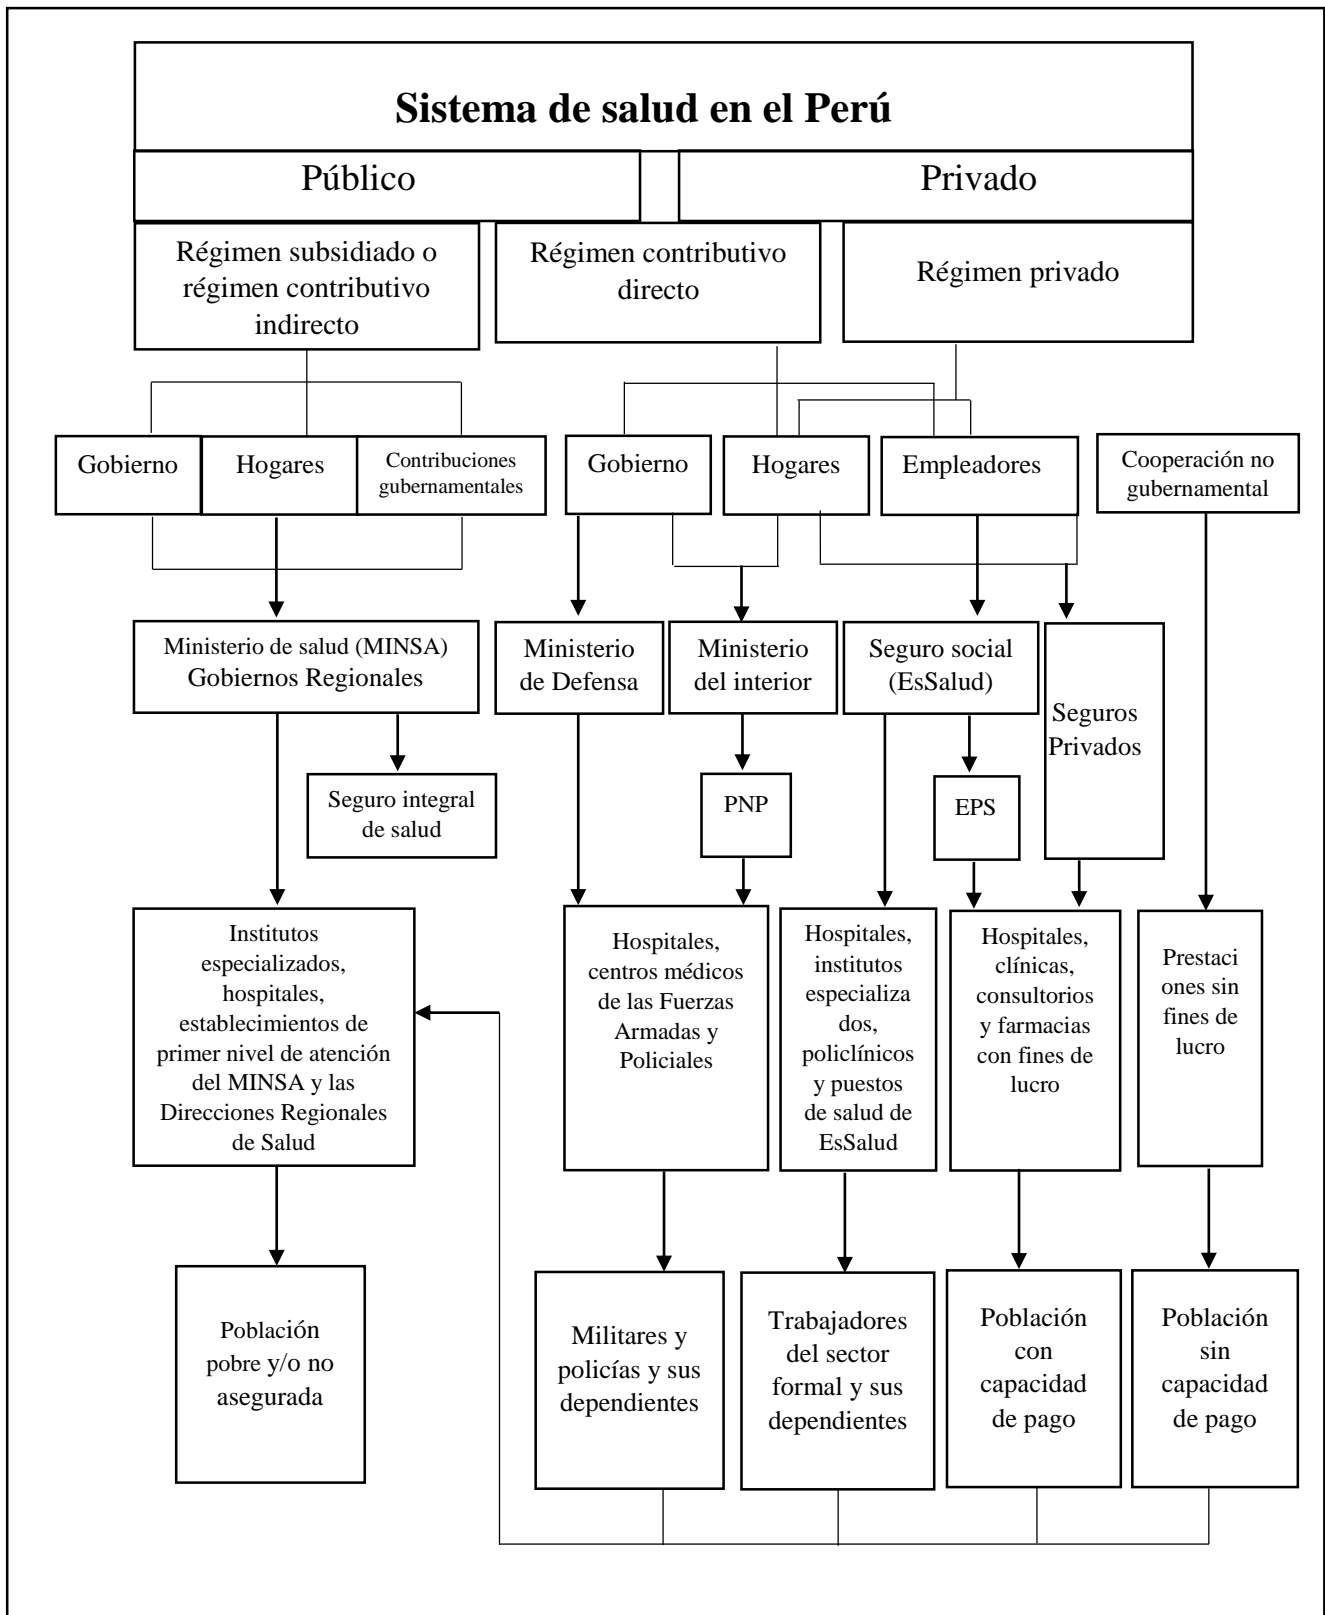 Sistema de salud en el Perú
Público
Privado
Régimen subsidiado o
régimen contributivo
indirecto
Régimen contributivo
directo
Régimen privado
Gobierno
Hogares
Contribuciones
gubernamentales
Gobierno
Hogares
Empleadores
Cooperación no
gubernamental
Ministerio de salud (MINSA)
Gobiernos Regionales
Ministerio
de Defensa
Ministerio
del interior
Seguro social
(EsSalud)
Seguros
Privados
Seguro integral
de salud
PNP
EPS
Institutos
especializados,
hospitales,
establecimientos de
primer nivel de atención
del MINSA y las
Direcciones Regionales
de Salud
Hospitales,
centros médicos
de las Fuerzas
Armadas y
Policiales
Hospitales,
institutos
especializa
dos,
policlínicos
y puestos
de salud de
EsSalud
Hospitales,
clínicas,
consultorios
y farmacias
con fines de
lucro
Prestaci
ones sin
fines de
lucro
Población
pobre y/o no
asegurada
Militares y
policías y sus
dependientes
Trabajadores
del sector
formal y sus
dependientes
Población
con
capacidad
de pago
Población
sin
capacidad
de pago